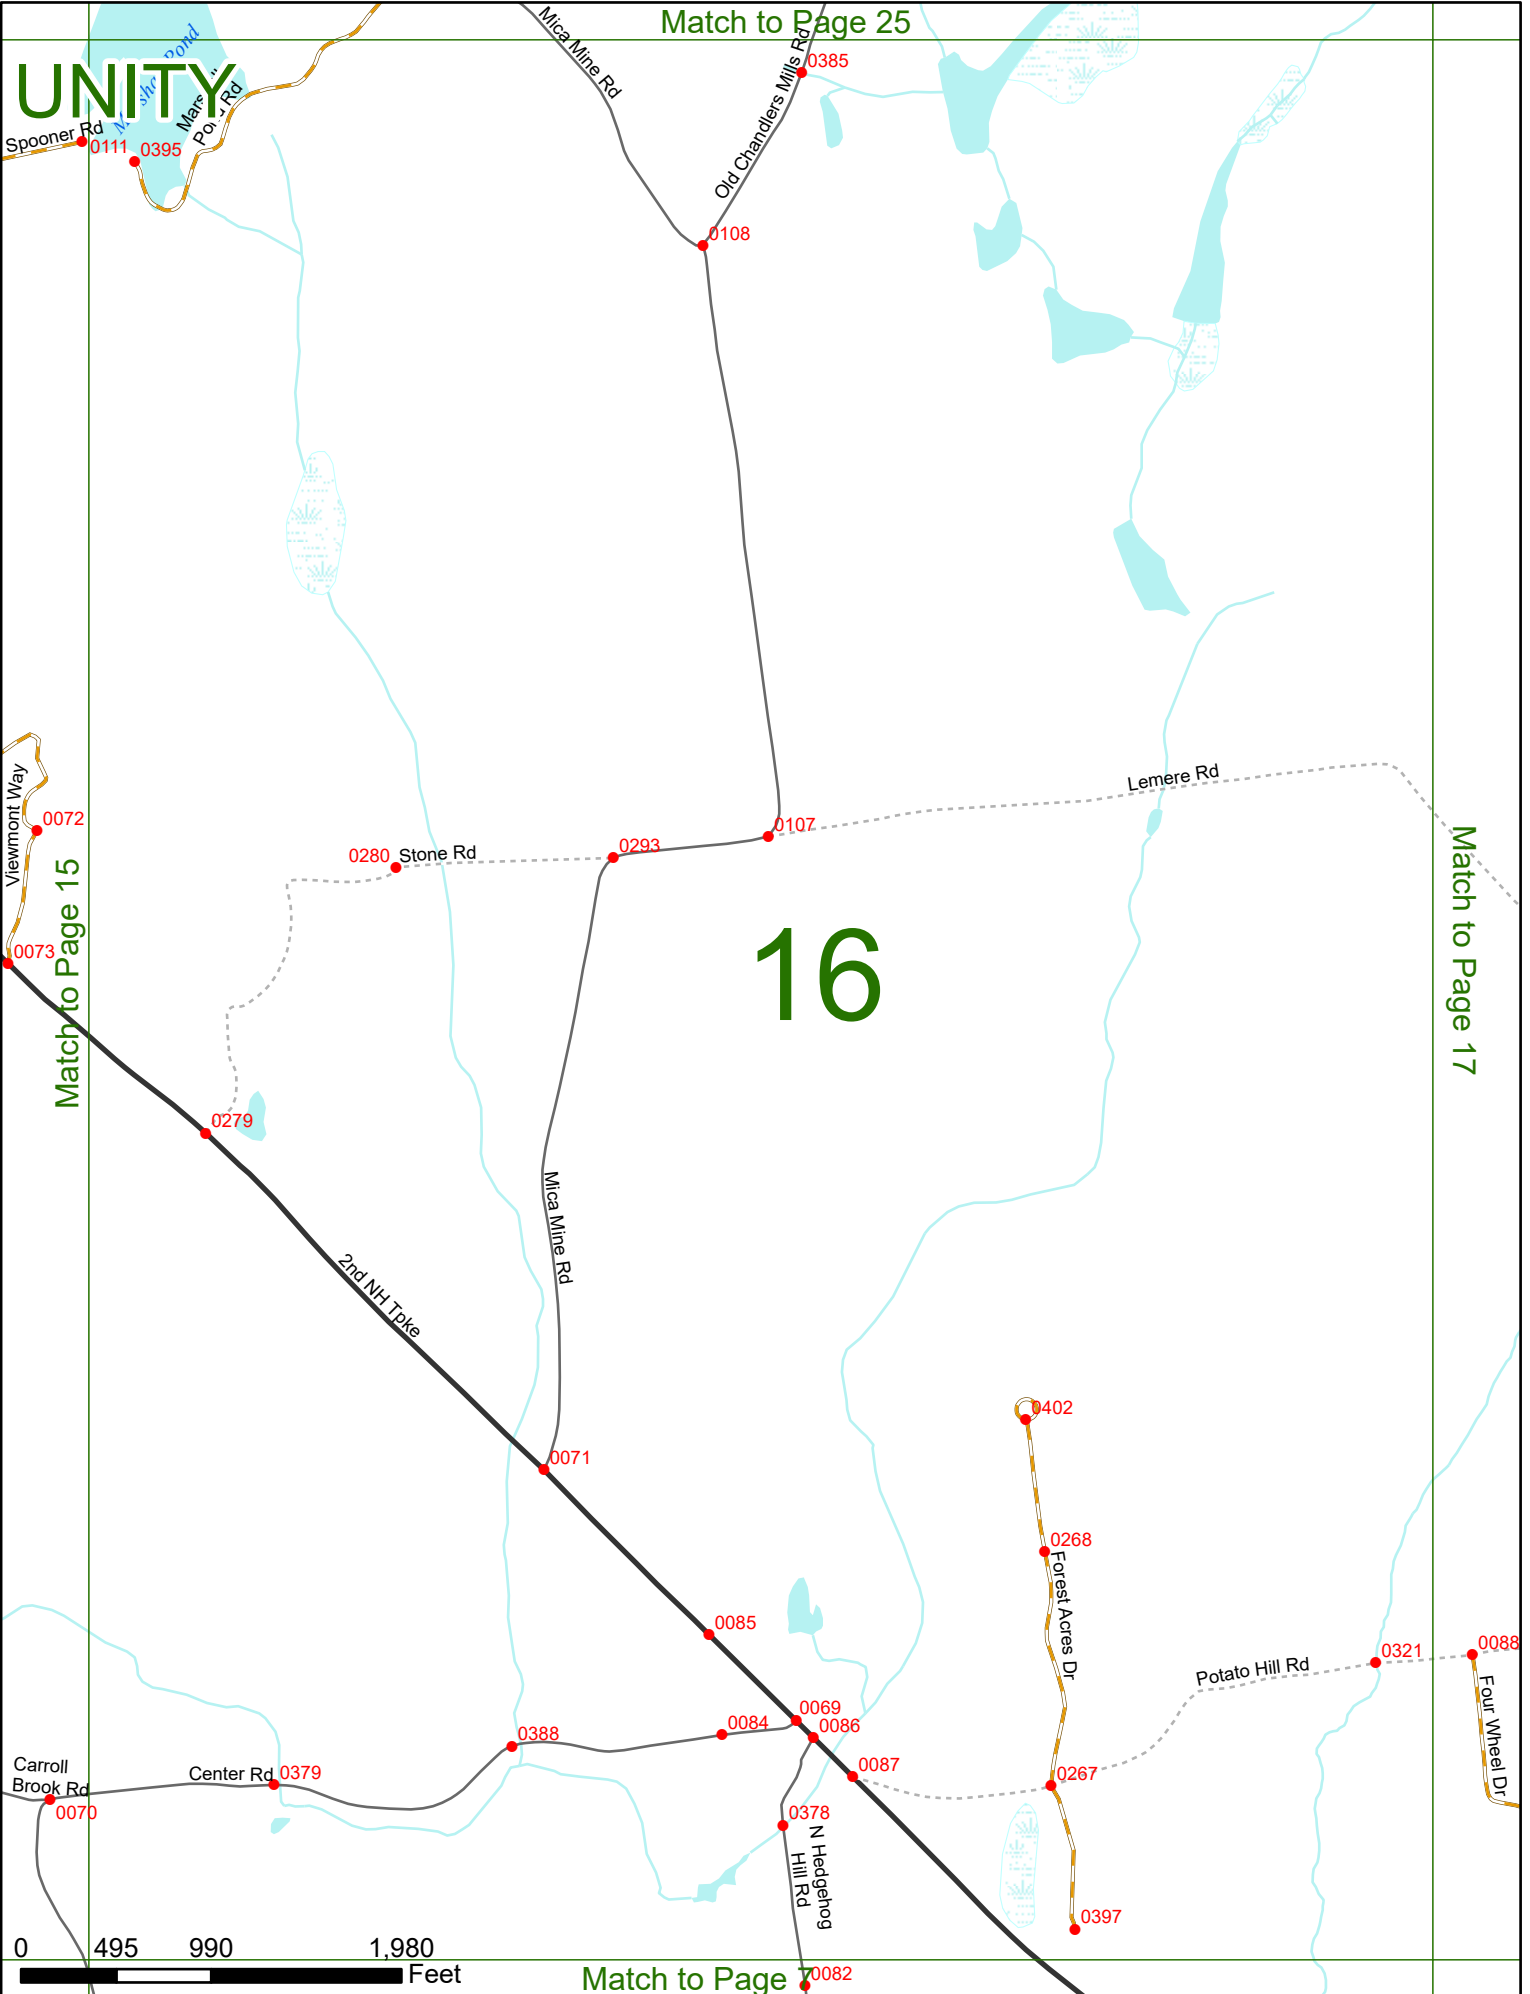 Match to Page 25
UNITY
Marshall Pond
Marshall
Pond Rd
Spooner Rd
0111
0395
Mica Mine Rd
Old Chandlers Mills Rd
0385
0108
Viewmont Way
0072
0073
Match to Page 15
0280
Stone Rd
0293
0107
Lemere Rd
16
Match to Page 17
0279
Mica Mine Rd
2nd NH Tpke
0071
0402
0268
Forest Acres Dr
0085
0069
0086
0084
0388
0087
0267
Potato Hill Rd
0321
0088
Four Wheel Dr
Carroll
Brook Rd
0070
Center Rd
0379
0378
N Hedgehog
Hill Rd
0397
0082
0 495 990 1,980
Feet
Match to Page 7